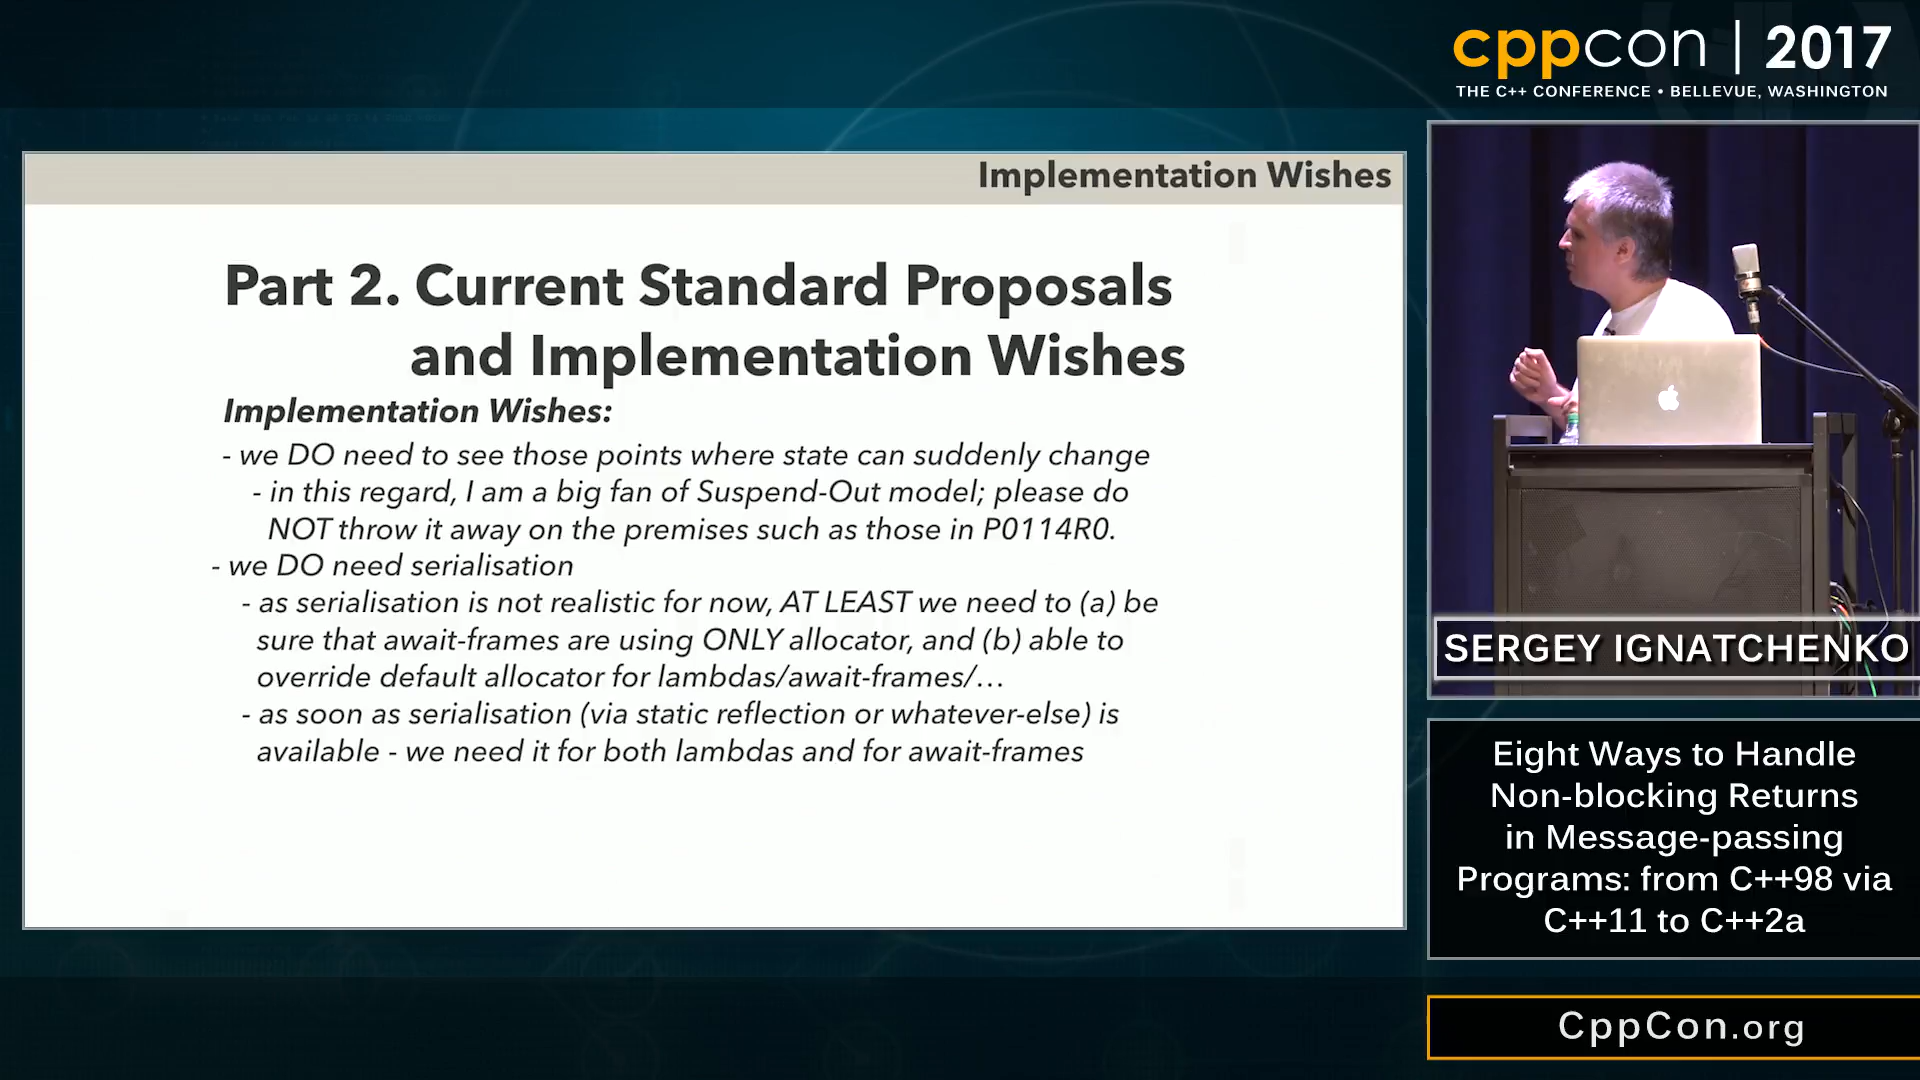 cppcon | 2017
THE C++ CONFERENCE • BELLEVUE, WASHINGTON
Implementation Wishes
Part 2. Current Standard Proposals
and Implementation Wishes
Implementation Wishes:
- we DO need to see those points where state can suddenly change
- in this regard, I am a big fan of Suspend-Out model; please do
NOT throw it away on the premises such as those in P0114R0.
- we DO need serialisation
- as serialisation is not realistic for now, AT LEAST we need to (a) be
sure that await-frames are using ONLY allocator, and (b) able to
override default allocator for lambdas/await-frames/…
- as soon as serialisation (via static reflection or whatever-else) is
available - we need it for both lambdas and for await-frames
SERGEY IGNATCHENKO
Eight Ways to Handle
Non-blocking Returns
in Message-passing
Programs: from C++98 via
C++11 to C++2a
CppCon.org